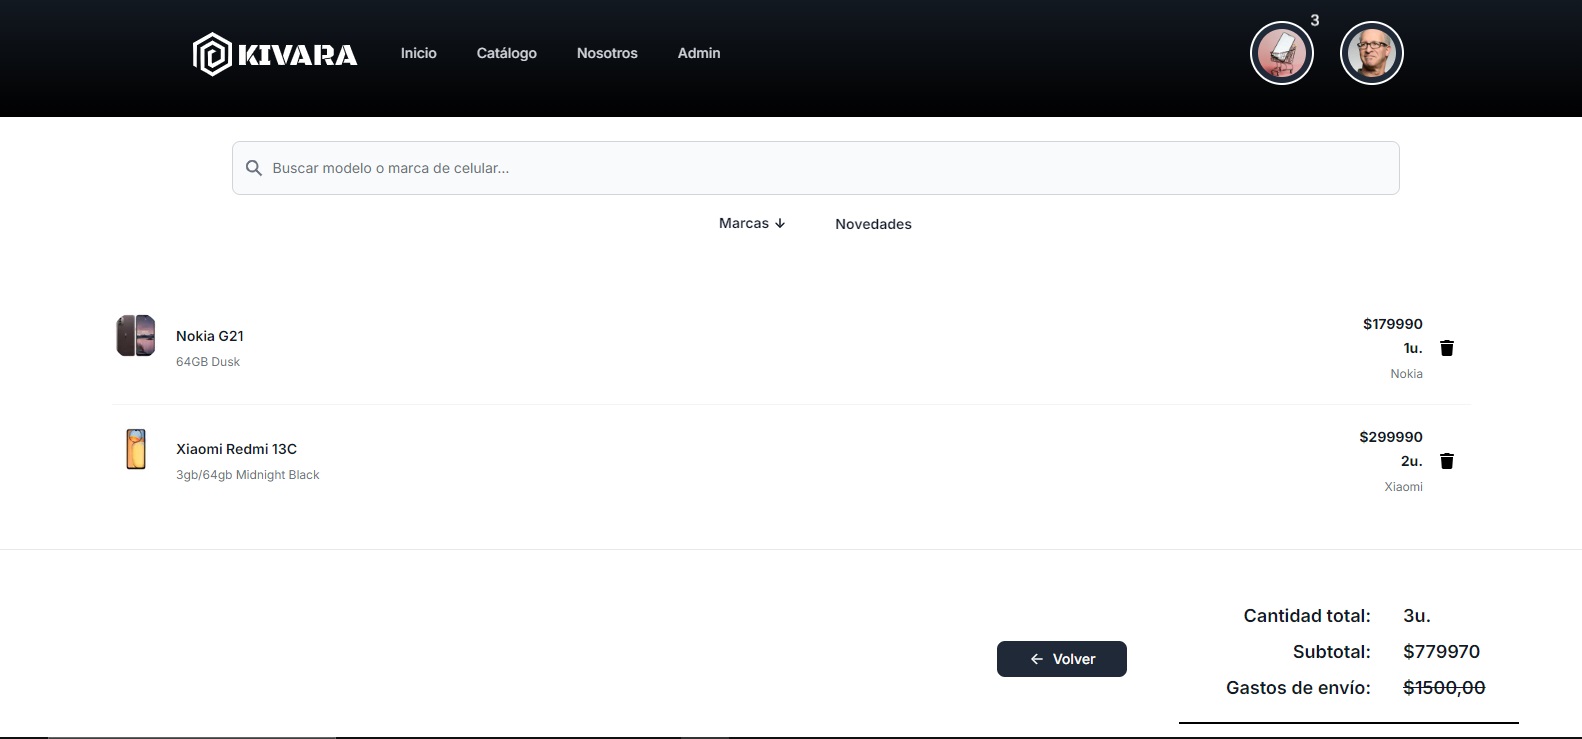 KIVARA
Inicio
Catálogo
Nosotros
Admin
3
Buscar modelo o marca de celular...
Marcas ↓
Novedades
Nokia G21
64GB Dusk
$179990
1u.
Nokia
Xiaomi Redmi 13C
3gb/64gb Midnight Black
$299990
2u.
Xiaomi
← Volver
Cantidad total: 3u.
Subtotal: $779970
Gastos de envío: $1500,00